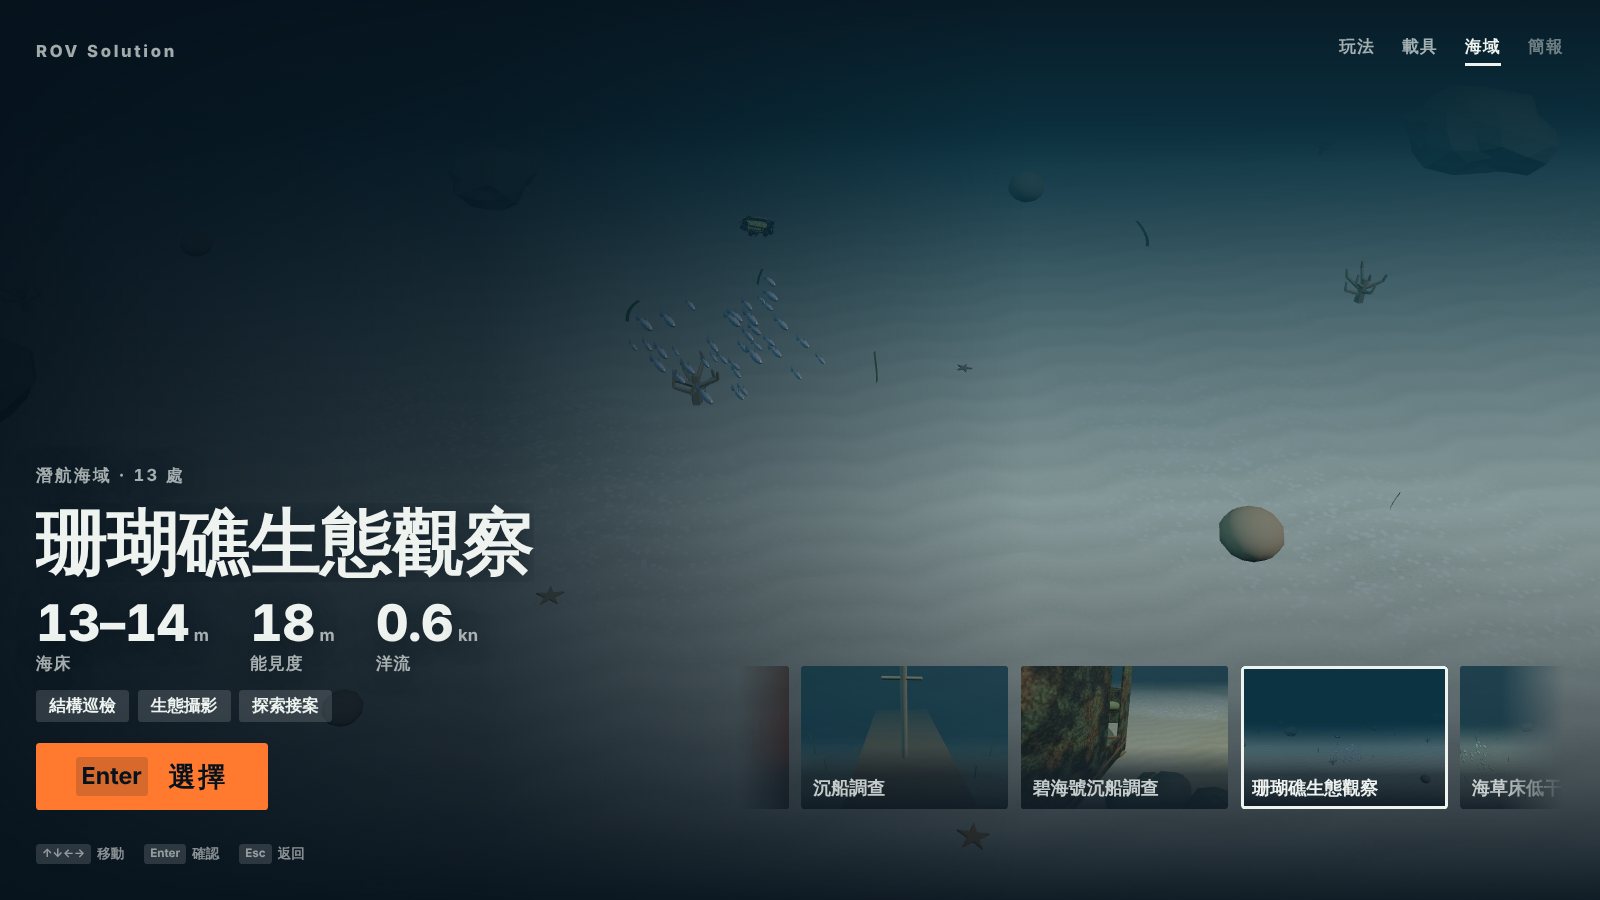 ROV Solution
玩法 載具 海域 簡報
潛航海域 · 13 處
珊瑚礁生態觀察
13–14 m 18 m 0.6 kn
海床 能見度 洋流
結構巡檢 生態攝影 探索接案
Enter 選擇
沉船調查 碧海號沉船調查 珊瑚礁生態觀察 海草床低干
↑↓←→ 移動 Enter 確認 Esc 返回